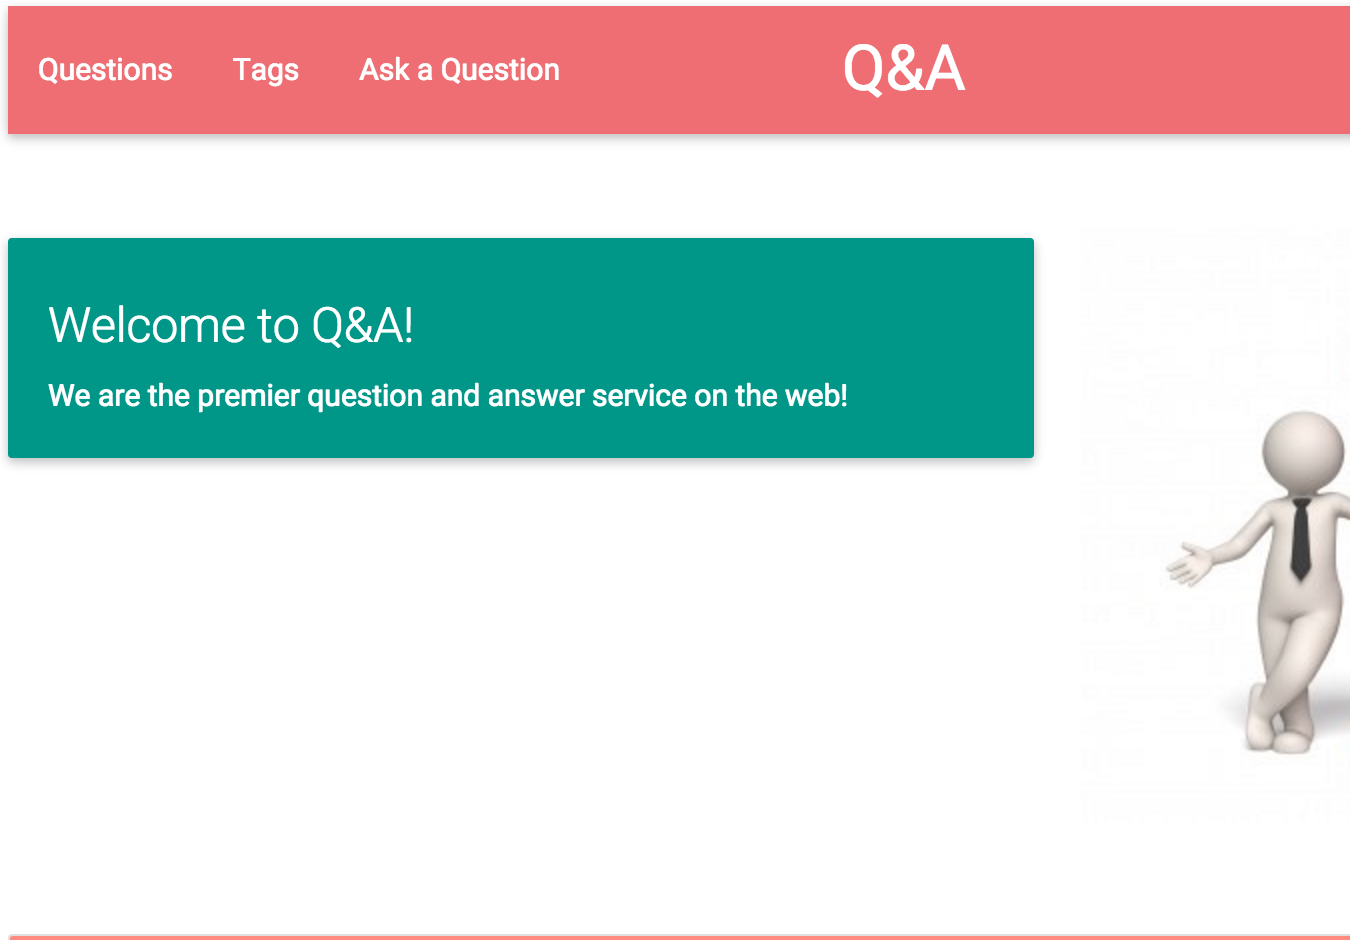 Questions Tags Ask a Question Q&A
Welcome to Q&A!
We are the premier question and answer service on the web!